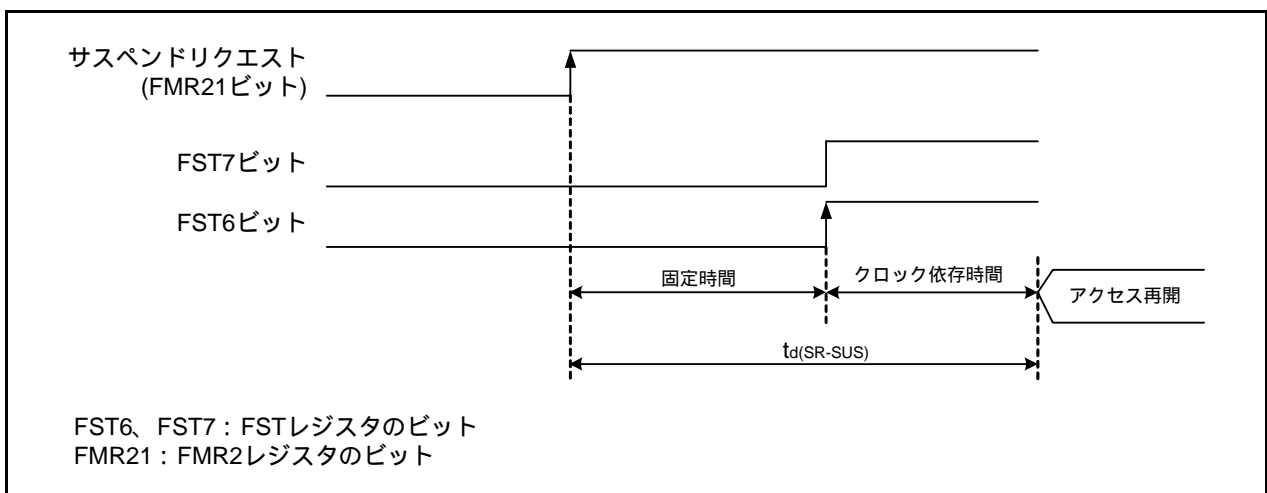 サスペンドリクエスト
(FMR21ビット)
FST7ビット
FST6ビット
固定時間
クロック依存時間
アクセス再開
td(SR-SUS)
FST6、FST7：FSTレジスタのビット
FMR21：FMR2レジスタのビット